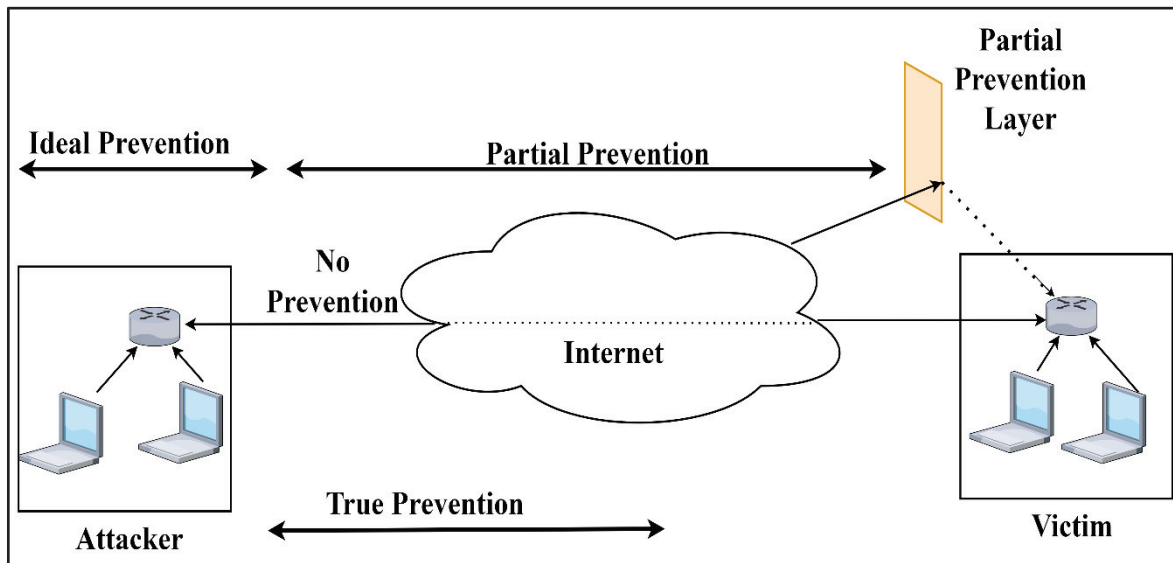 Partial
Prevention
Layer
Ideal Prevention
Partial Prevention
No
Prevention
Internet
True Prevention
Attacker
Victim